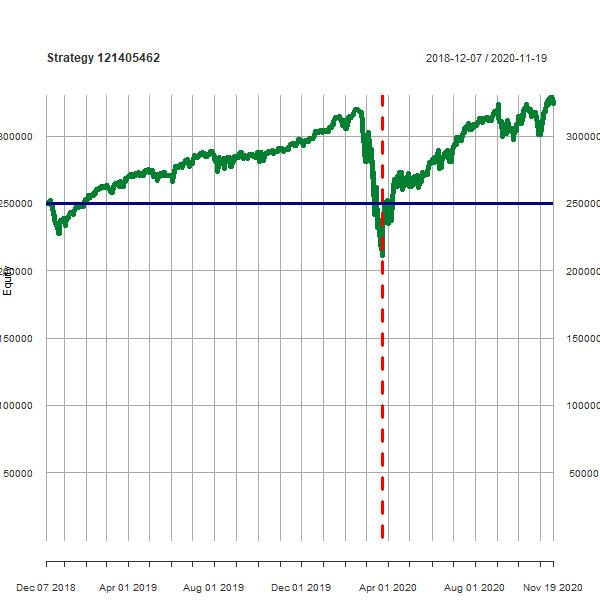 Strategy 121405462
2018-12-07 / 2020-11-19
300000
300000
250000
250000
200000
200000
Equity
150000
150000
100000
100000
50000
50000
Dec 07 2018
Apr 01 2019
Aug 01 2019
Dec 01 2019
Apr 01 2020
Aug 01 2020
Nov 19 2020